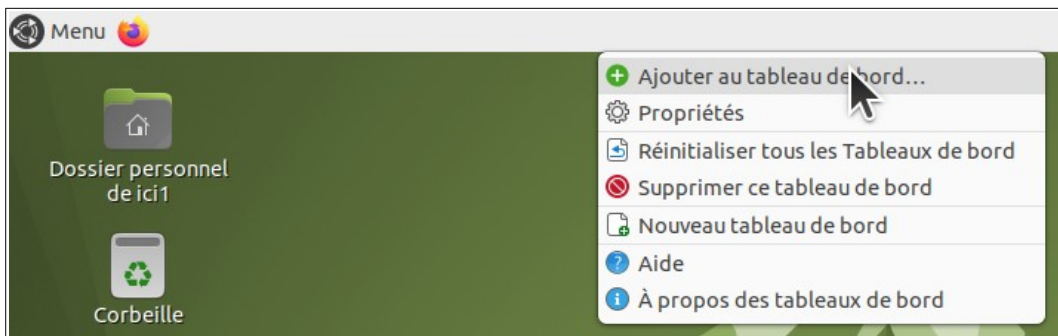 Menu
Ajouter au tableau de bord...
Propriétés
Réinitialiser tous les Tableaux de bord
Supprimer ce tableau de bord
Nouveau tableau de bord
Aide
À propos des tableaux de bord
Dossier personnel
de ici1
Corbeille